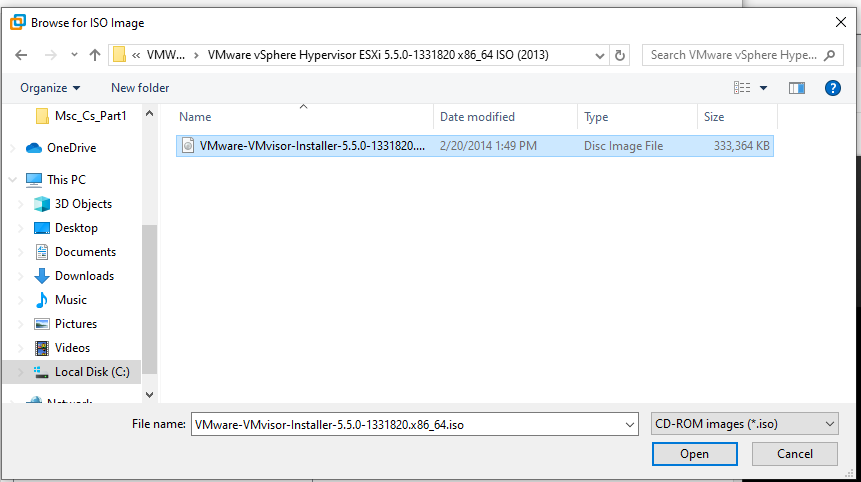 Browse for ISO Image
« VMW... > VMware vSphere Hypervisor ESXi 5.5.0-1331820 x86_64 ISO (2013)
Search VMware vSphere Hype...
Organize
New folder
Name
Date modified
Type
Size
VMware-VMvisor-Installer-5.5.0-1331820....
2/20/2014 1:49 PM
Disc Image File
333,364 KB
Msc_Cs_Part1
OneDrive
This PC
3D Objects
Desktop
Documents
Downloads
Music
Pictures
Videos
Local Disk (C:)
Network
File name:
VMware-VMvisor-Installer-5.5.0-1331820.x86_64.iso
CD-ROM images (*.iso)
Open
Cancel